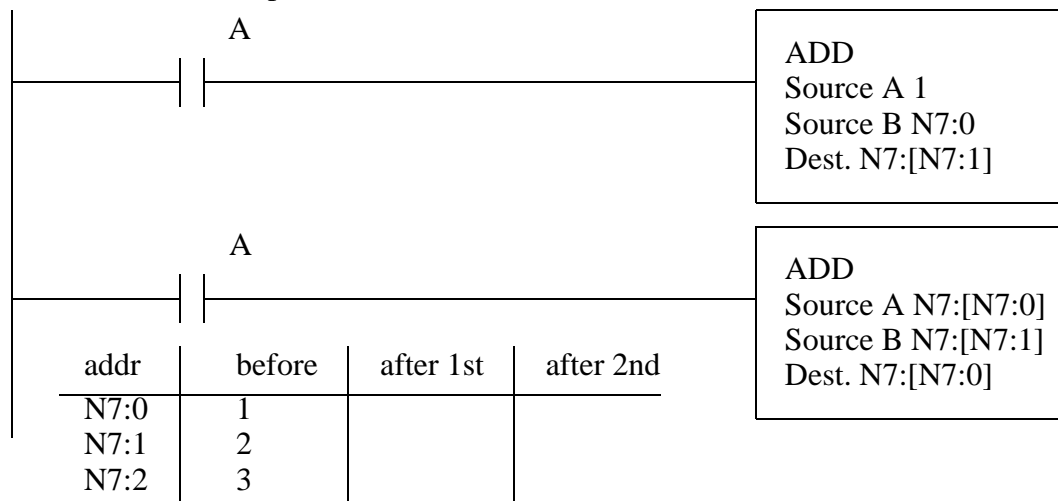 A
ADD
Source A 1
Source B N7:0
Dest. N7:[N7:1]
A
ADD
Source A N7:[N7:0]
Source B N7:[N7:1]
Dest. N7:[N7:0]
addr before after 1st after 2nd
N7:0 1
N7:1 2
N7:2 3